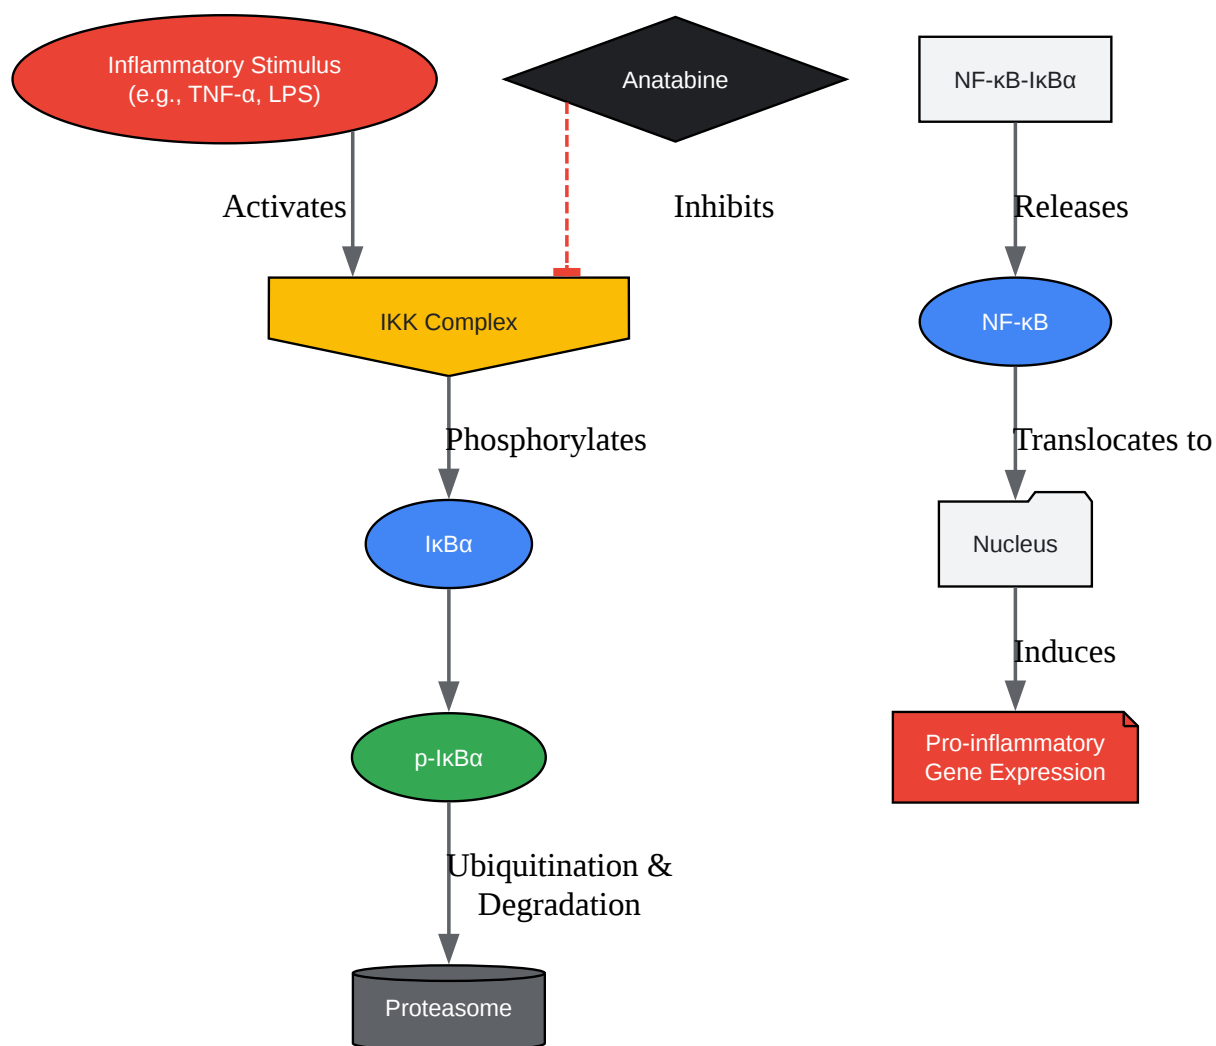 Inflammatory Stimulus
(e.g., TNF-α, LPS)
Anatabine
NF-κB-IκBα
Activates
Inhibits
Releases
IKK Complex
NF-κB
Phosphorylates
Translocates to
IκBα
Nucleus
Induces
p-IκBα
Pro-inflammatory
Gene Expression
Ubiquitination &
Degradation
Proteasome